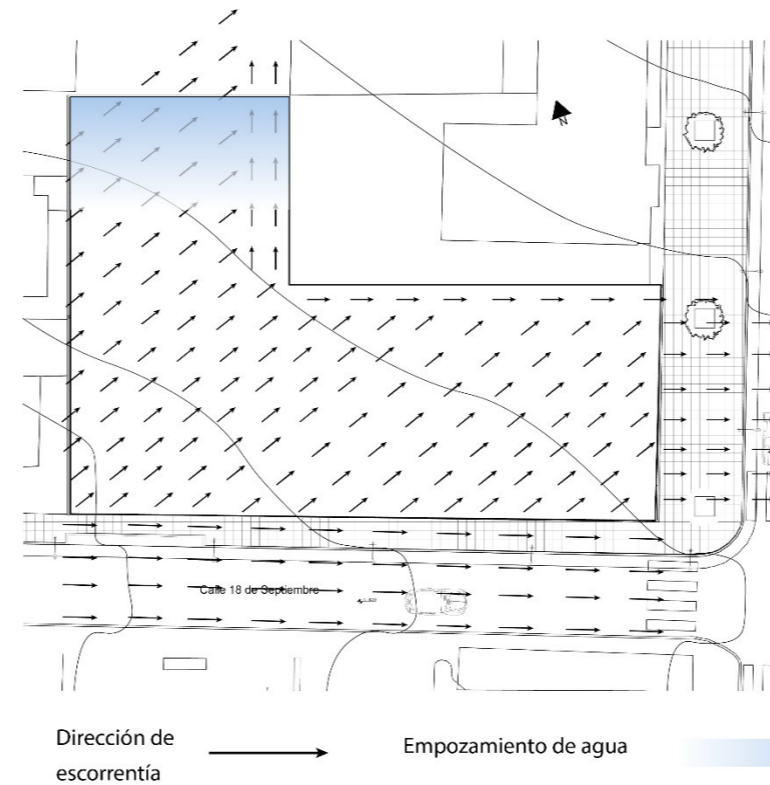 N
Calle 18 de Septiembre
Dirección de
escorrentía
Empozamiento de agua